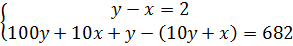 y − x = 2
100y + 10x + y − (10y + x) = 682